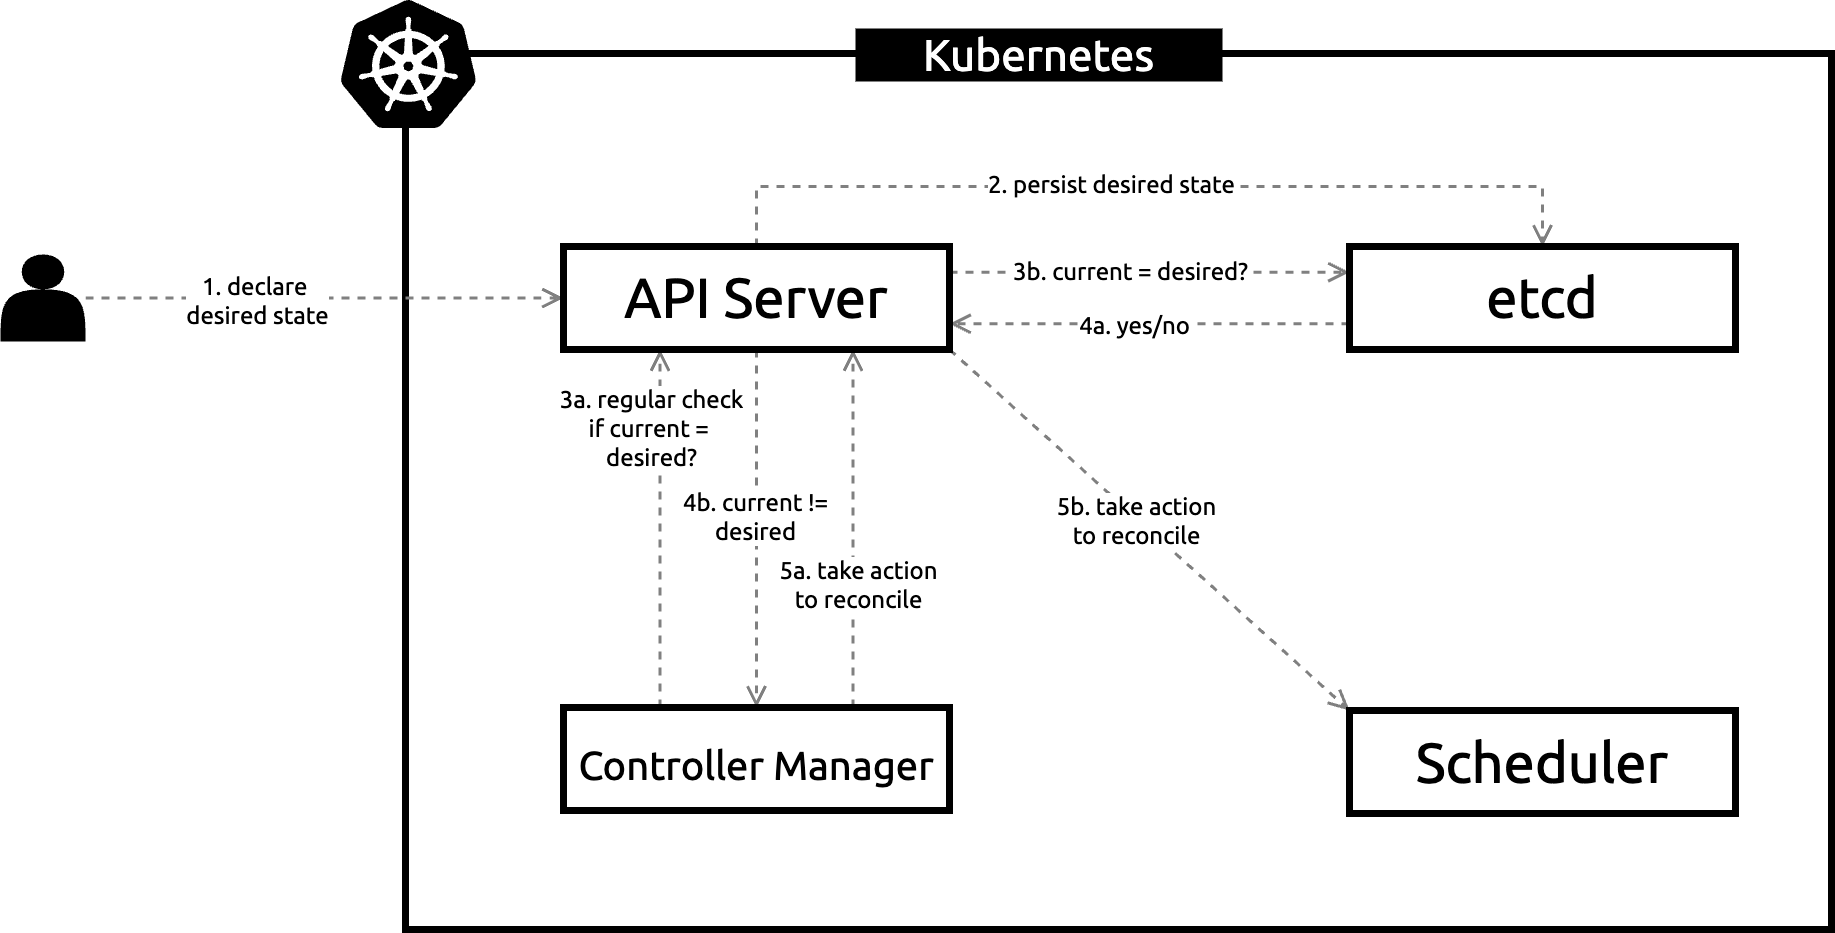 Kubernetes
2. persist desired state
1. declare
desired state
API Server
3b. current = desired?
4a. yes/no
etcd
3a. regular check
if current =
desired?
4b. current !=
desired
5a. take action
to reconcile
5b. take action
to reconcile
Controller Manager
Scheduler